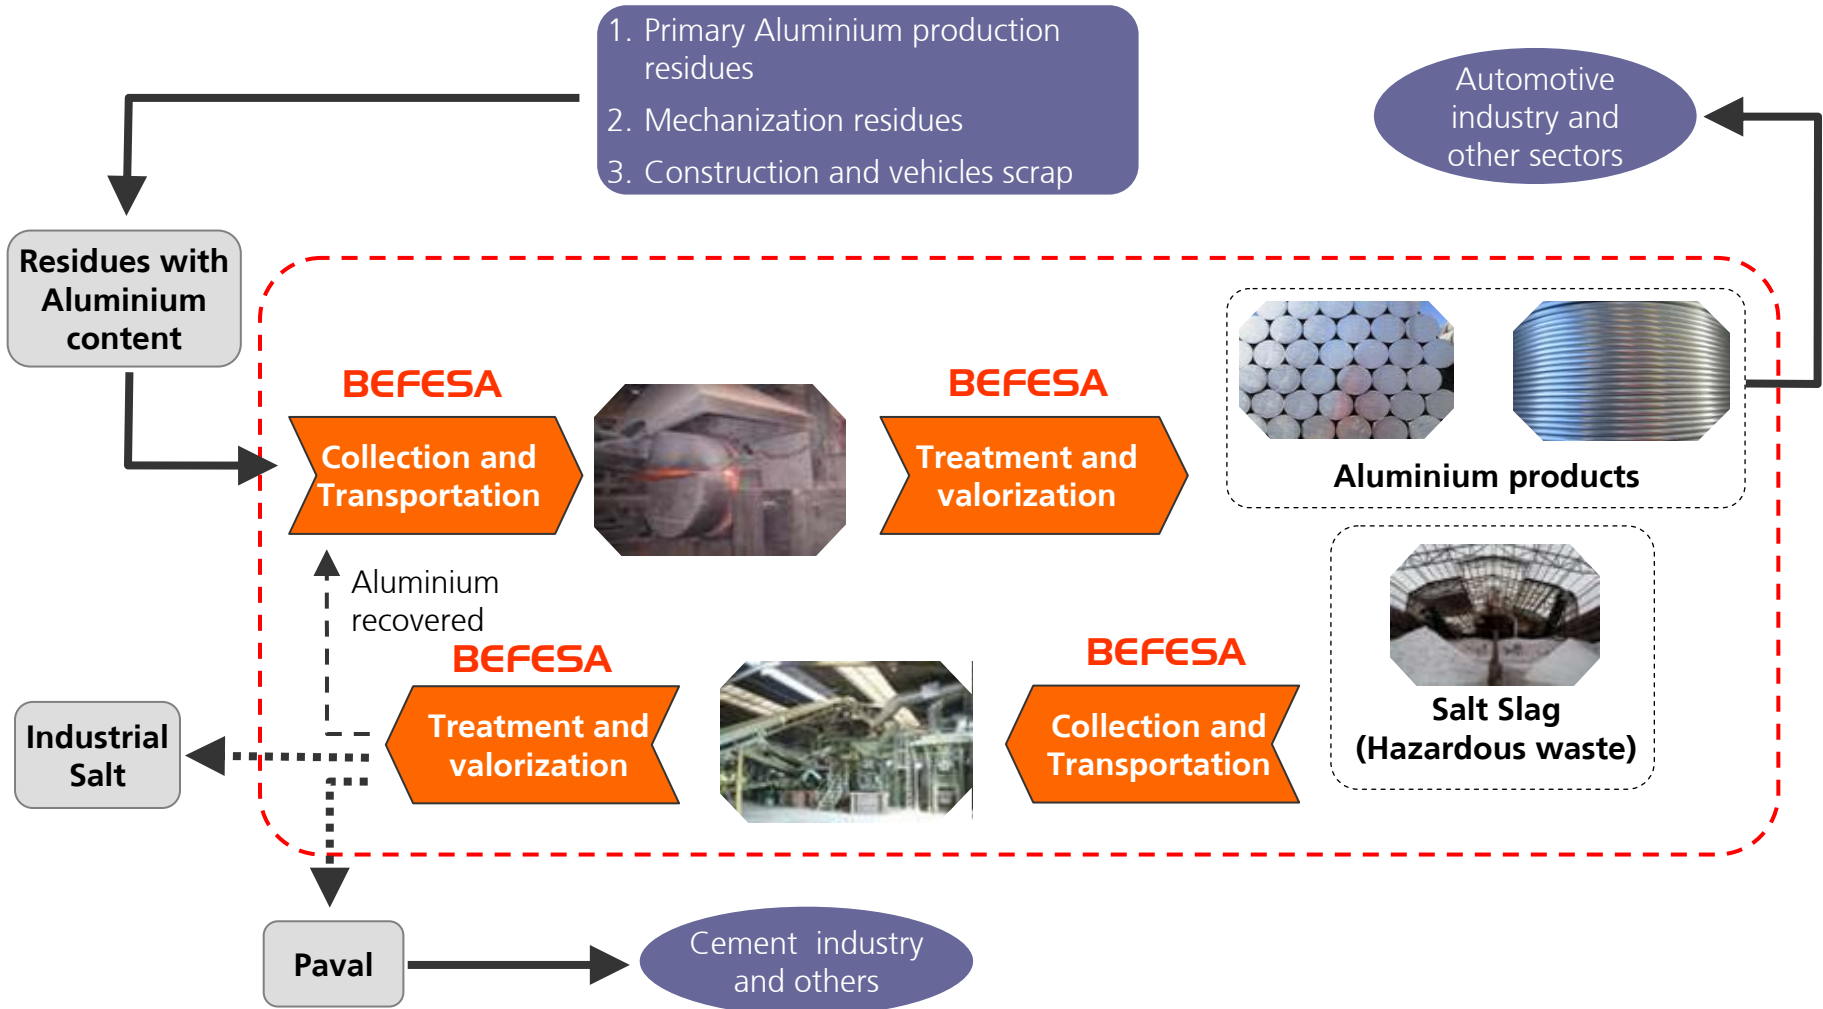 1. Primary Aluminium production
residues
2. Mechanization residues
3. Construction and vehicles scrap
Automotive
industry and
other sectors
Residues with
Aluminium
content
BEFESA
Collection and
Transportation
BEFESA
Treatment and
valorization
Aluminium products
Aluminium
recovered
BEFESA
Treatment and
valorization
BEFESA
Collection and
Transportation
Salt Slag
(Hazardous waste)
Industrial
Salt
Paval
Cement industry
and others